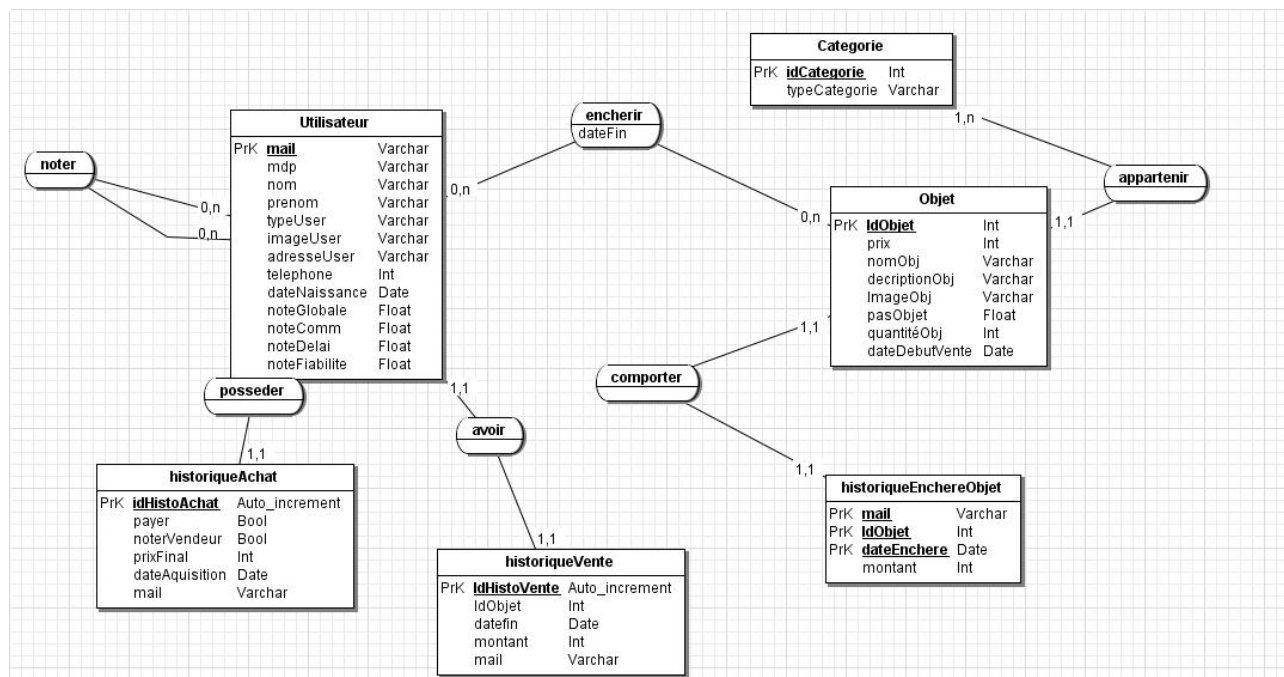 Categorie
PrK idCategorie Int
typeCategorie Varchar
1,n
encherir
dateFin
Utilisateur
PrK mail Varchar
mdp Varchar
nom Varchar
prenom Varchar
typeUser Varchar
imageUser Varchar
adresseUser Varchar
telephone Int
dateNaissance Date
noteGlobale Float
noteComm Float
noteDelai Float
noteFiabilite Float
noter
0,n
0,n
0,n
0,n
appartenir
1,1
Objet
PrK IdObjet Int
prix Int
nomObj Varchar
decriptionObj Varchar
ImageObj Varchar
pasObjet Float
quantitéObj Int
dateDebutVente Date
1,1
comporter
1,1
posseder
1,1
1,1
avoir
1,1
historiqueAchat
PrK idHistoAchat Auto_increment
payer Bool
noterVendeur Bool
prixFinal Int
dateAquisition Date
mail Varchar
historiqueVente
PrK IdHistoVente Auto_increment
IdObjet Int
datefin Date
montant Int
mail Varchar
historiqueEnchereObjet
PrK mail Varchar
PrK IdObjet Int
PrK dateEnchere Date
montant Int